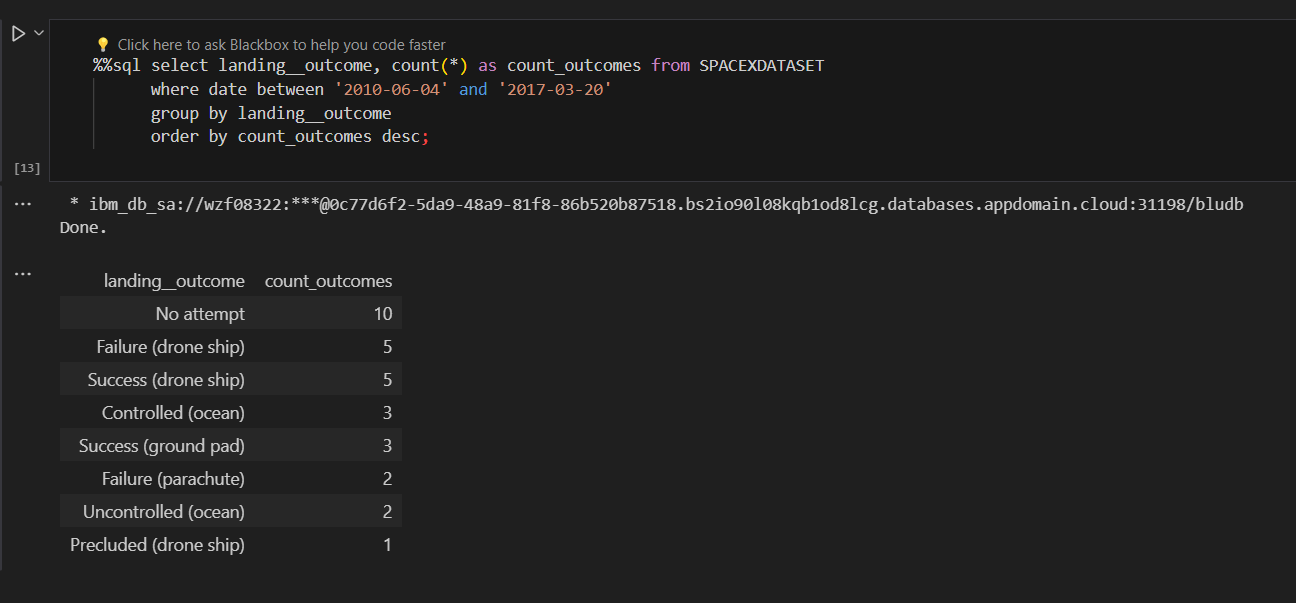 💡 Click here to ask Blackbox to help you code faster
%%sql select landing__outcome, count(*) as count_outcomes from SPACEXDATASET
where date between '2010-06-04' and '2017-03-20'
group by landing__outcome
order by count_outcomes desc;
[13]
... * ibm_db_sa://wzf08322:***@0c77d6f2-5da9-48a9-81f8-86b520b87518.bs2io90l08kqb1od8lcg.databases.appdomain.cloud:31198/bludb
Done.
...
landing__outcome count_outcomes
No attempt 10
Failure (drone ship) 5
Success (drone ship) 5
Controlled (ocean) 3
Success (ground pad) 3
Failure (parachute) 2
Uncontrolled (ocean) 2
Precluded (drone ship) 1